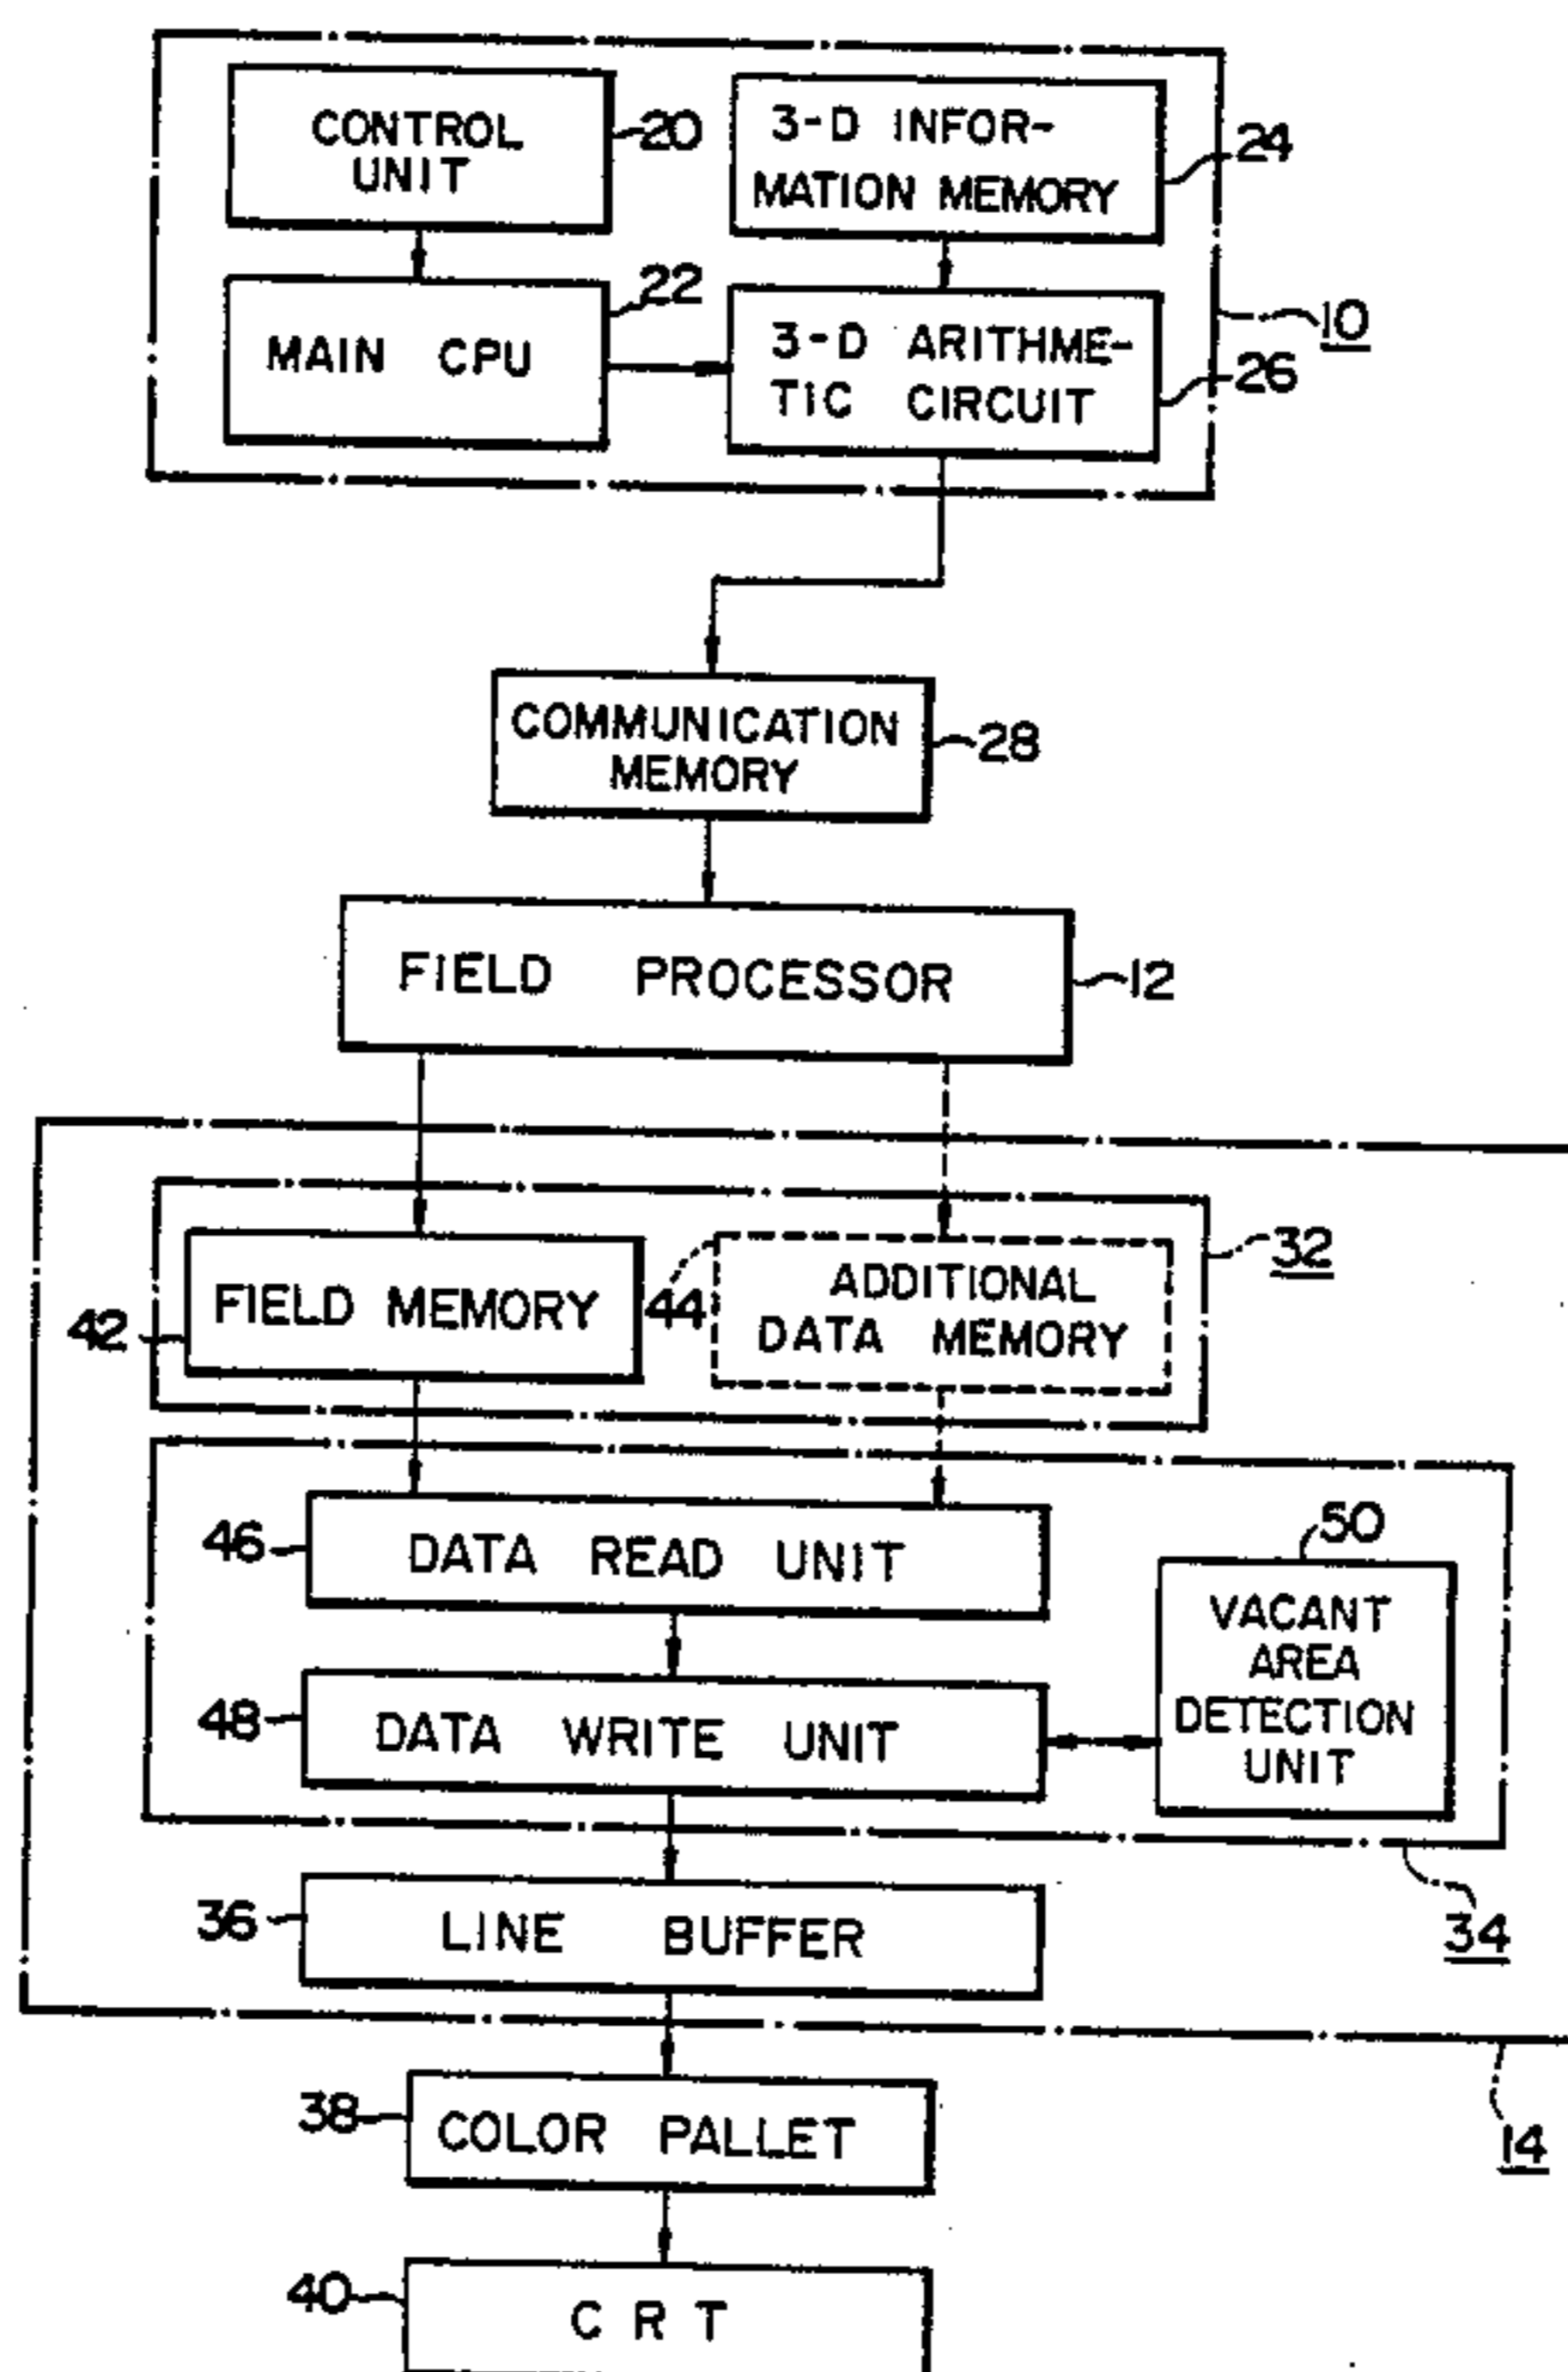 CONTROL
UNIT
20
3-D INFOR-
MATION MEMORY
24
MAIN CPU
22
3-D ARITHME-
TIC CIRCUIT
26
10
COMMUNICATION
MEMORY
28
FIELD PROCESSOR
12
32
42
FIELD MEMORY
44
ADDITIONAL
DATA MEMORY
46
DATA READ UNIT
50
VACANT
AREA
DETECTION
UNIT
48
DATA WRITE UNIT
34
36
LINE BUFFER
14
38
COLOR PALLET
40
CRT